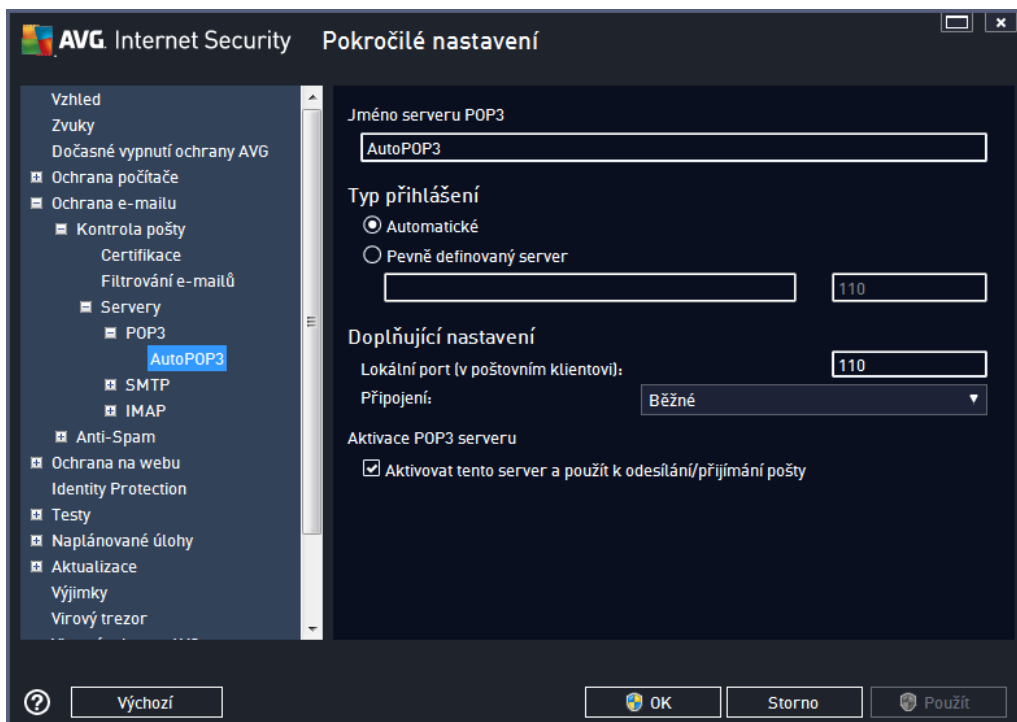 AVG. Internet Security
Pokročilé nastavení
Vzhled
Zvuky
Dočasné vypnutí ochrany AVG
Ochrana počítače
Ochrana e-mailu
Kontrola pošty
Certifikace
Filtrování e-mailů
Servery
POP3
AutoPOP3
SMTP
IMAP
Anti-Spam
Ochrana na webu
Identity Protection
Testy
Naplánované úlohy
Aktualizace
Výjimky
Virový trezor
Jméno serveru POP3
AutoPOP3
Typ přihlášení
Automatické
Pevně definovaný server
110
Doplňující nastavení
Lokální port (v poštovním klientovi): 110
Připojení: Běžné
Aktivace POP3 serveru
Aktivovat tento server a použít k odesílání/přijímání pošty
Výchozí
OK
Storno
Použít